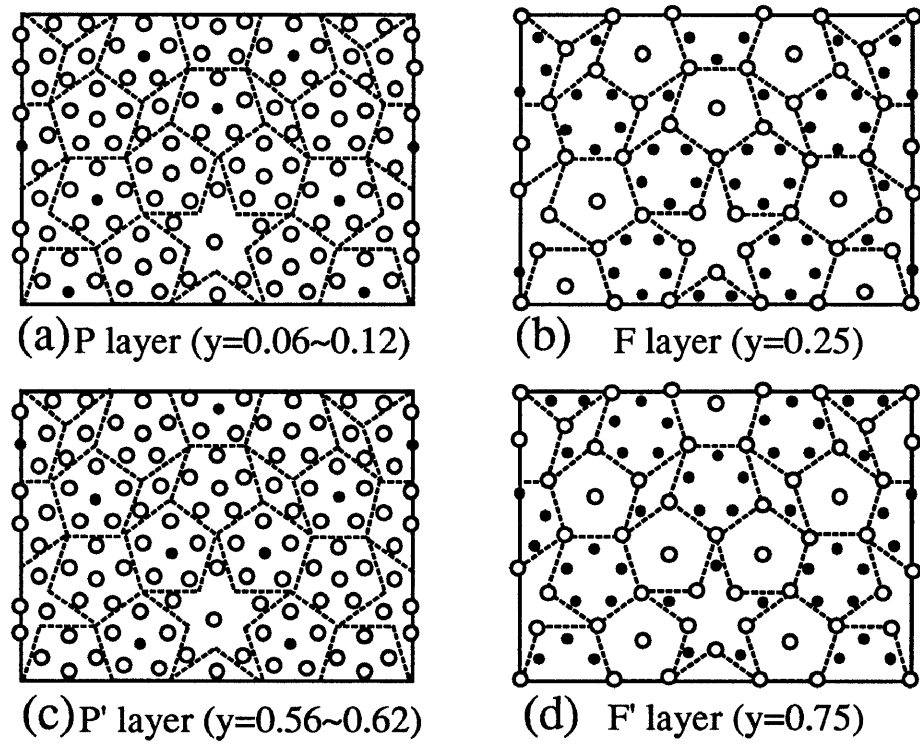 (a) P layer (y=0.06~0.12)
(b) F layer (y=0.25)
(c) P' layer (y=0.56~0.62)
(d) F' layer (y=0.75)